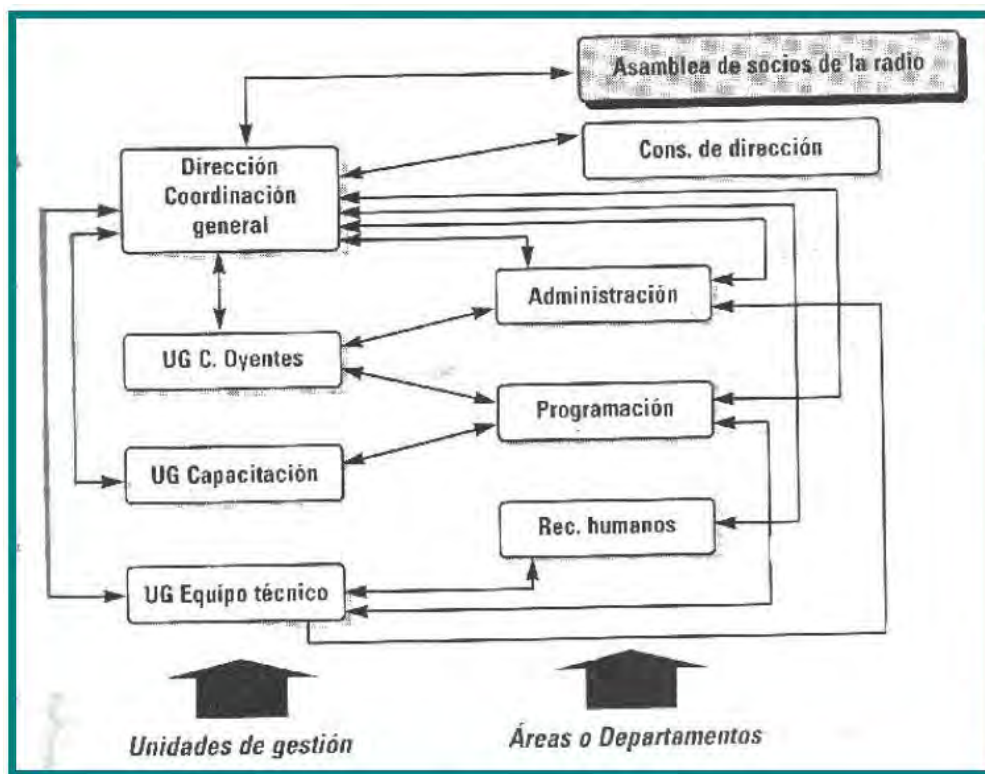 Asamblea de socios de la radio
Cons. de dirección
Dirección
Coordinación
general
Administración
UG C. Oyentes
Programación
UG Capacitación
Rec. humanos
UG Equipo técnico
Unidades de gestión
Áreas o Departamentos